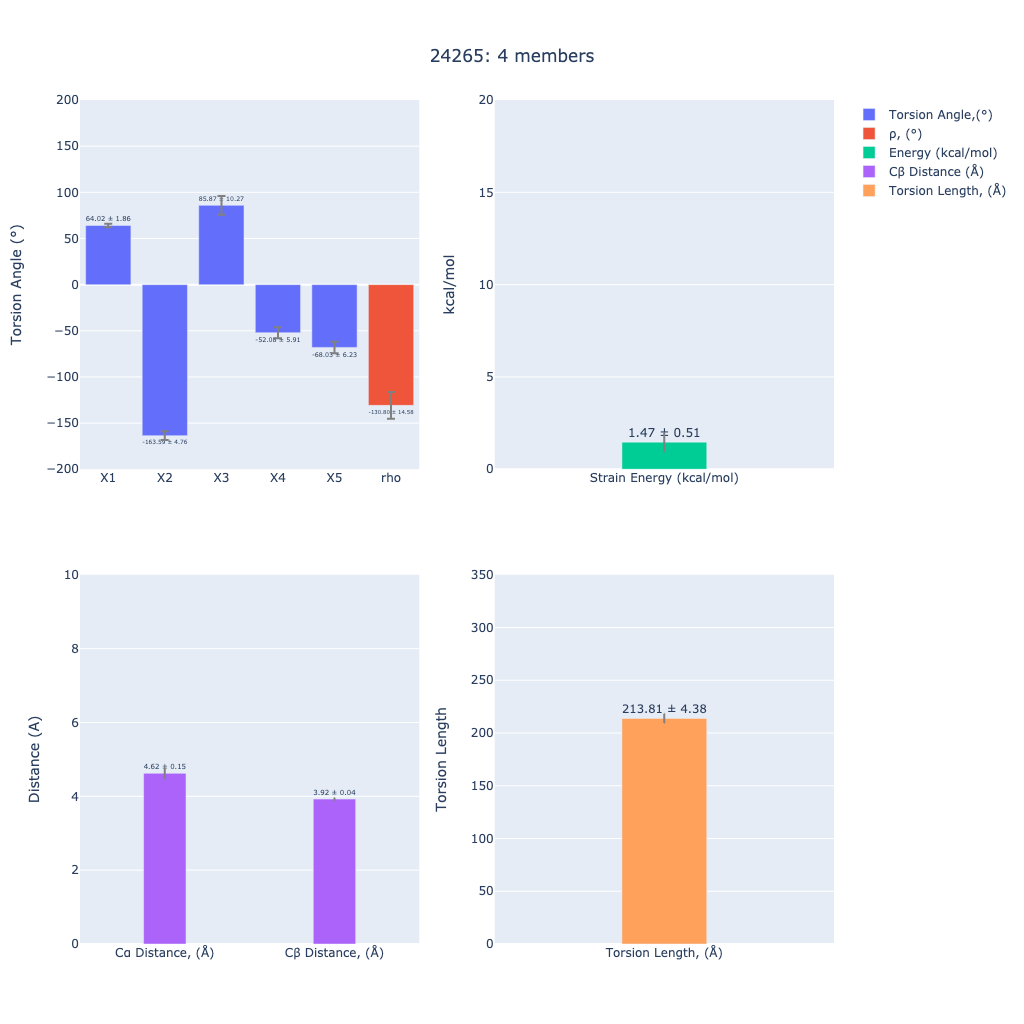 24265: 4 members
Torsion Angle (°)
200
150
100
50
0
−50
−100
−150
−200
64.02 ± 1.86
-163.59 ± 4.76
85.87 ± 10.27
-52.08 ± 5.91
-68.03 ± 6.23
-130.80 ± 14.58
X1 X2 X3 X4 X5 rho
kcal/mol
20
15
10
5
0
1.47 ± 0.51
Strain Energy (kcal/mol)
Torsion Angle,(°)
ρ, (°)
Energy (kcal/mol)
Cβ Distance (Å)
Torsion Length, (Å)
Distance (A)
10
8
6
4
2
0
4.62 ± 0.15
3.92 ± 0.04
Cα Distance, (Å) Cβ Distance, (Å)
Torsion Length
350
300
250
200
150
100
50
0
213.81 ± 4.38
Torsion Length, (Å)